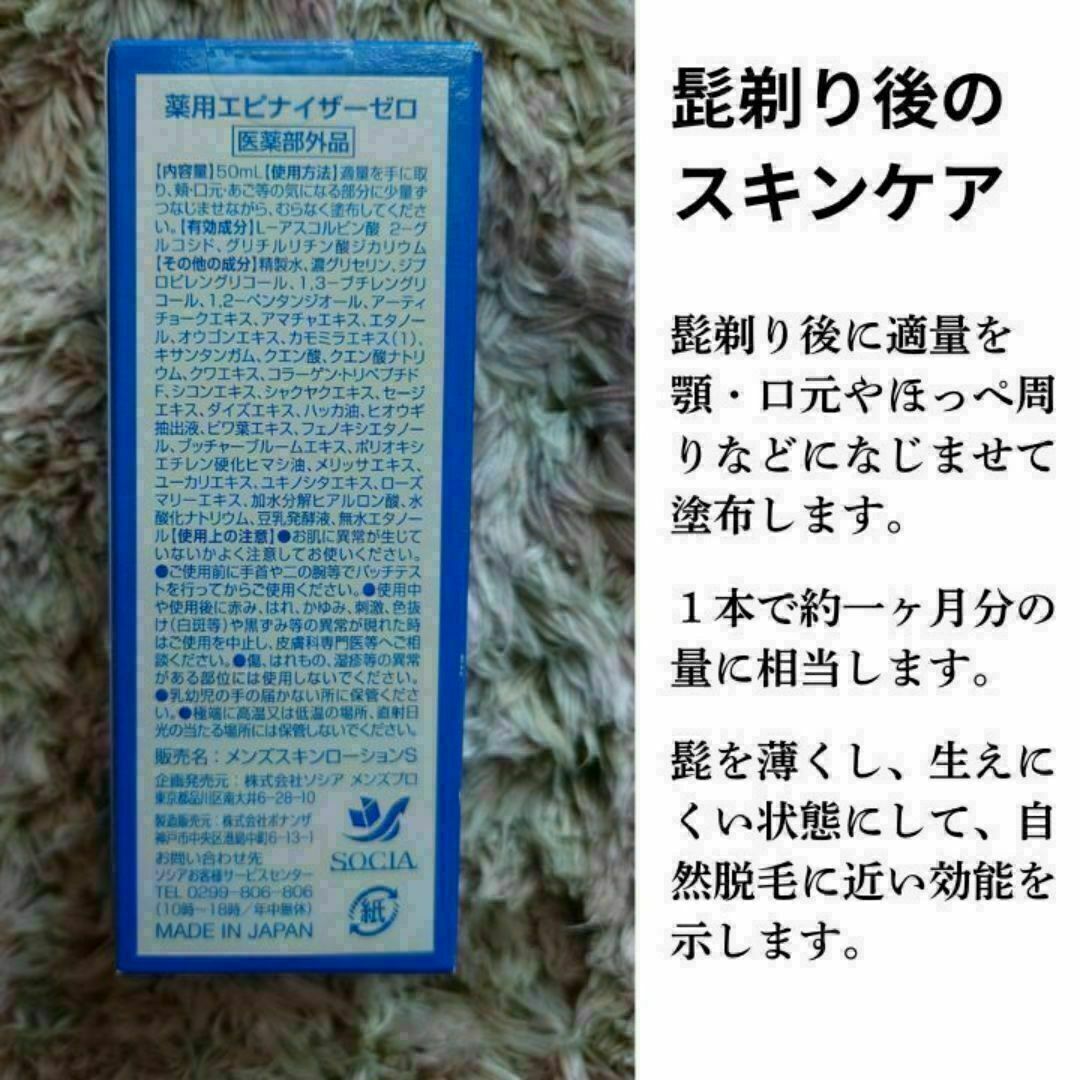 薬用エピナイザーゼロ
医薬部外品
【内容量】50mL【使用方法】適量を手に取
り、頬・口元・あご等の気になる部分に少量ず
つなじませながら、むらなく塗布してくださ
い。【有効成分】L-アスコルビン酸 2-グ
ルコシド、グリチルリチン酸ジカリウム
【その他の成分】精製水、濃グリセリン、ジプ
ロピレングリコール、1,3-ブチレングリ
コール、1,2-ペンタンジオール、アーティ
チョークエキス、アマチャエキス、エタノー
ル、オウゴンエキス、カモミラエキス(1)、
キサンタンガム、クエン酸、クエン酸ナトリ
ウム、クワエキス、コラーゲン・トリペプチド
F、シコンエキス、シャクヤクエキス、セージ
エキス、ダイズエキス、ハッカ油、ヒオウギ
抽出液、ビワ葉エキス、フェノキシエタノー
ル、ブッチャーブルームエキス、ポリオキシ
エチレン硬化ヒマシ油、メリッサエキス、
ユーカリエキス、ユキノシタエキス、ローズ
マリーエキス、加水分解ヒアルロン酸、水
酸化ナトリウム、豆乳発酵液、無水エタノー
ル【使用上の注意】●お肌に異常が生じて
いないかよく注意してお使いください。
●ご使用前に手首や二の腕等でパッチテス
トを行ってからご使用ください。●使用中
や使用後に赤み、はれ、かゆみ、刺激、色抜
け(白斑等)や黒ずみ等の異常が現れた時
はご使用を中止し、皮膚科専門医等へご相
談ください。●傷、はれもの、湿疹等の異常
がある部位には使用しないでください。
●乳幼児の手の届かない所に保管くださ
い。●極端に高温又は低温の場所、直射日
光の当たる場所には保管しないでください。
販売名：メンズスキンローションS
企画発売元：株式会社ソシア メンズプロ
東京都品川区南大井6-28-10
製造販売元：株式会社ボナンザ
神戸市中央区港島中町6-13-1
お問い合わせ先
ソシアお客様サービスセンター
TEL 0299-806-806
(10時～18時/年中無休)
MADE IN JAPAN
SOCIA
紙
髭剃り後の
スキンケア
髭剃り後に適量を
顎・口元やほっぺ周
りなどになじませて
塗布します。
１本で約一ヶ月分の
量に相当します。
髭を薄くし、生えに
くい状態にして、自
然脱毛に近い効能を
示します。